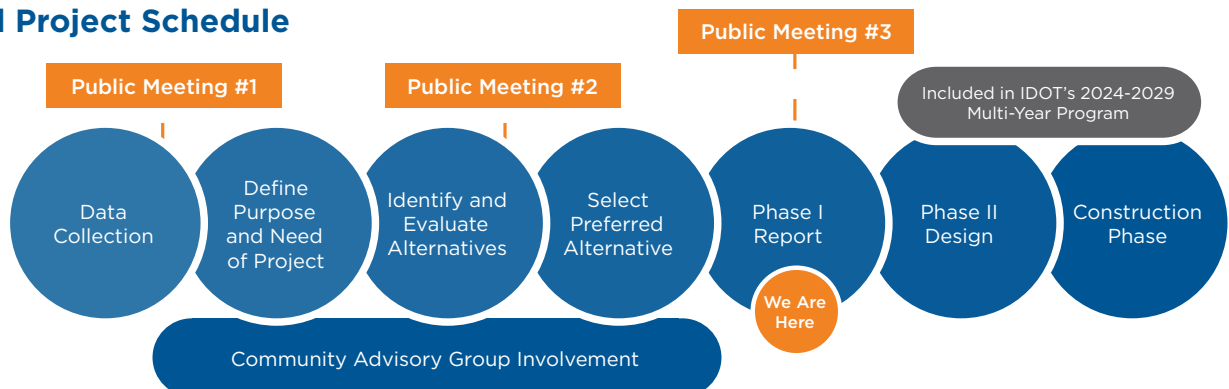 Project Schedule
Public Meeting #1
Public Meeting #2
Public Meeting #3
Included in IDOT's 2024-2029
Multi-Year Program
Data
Collection
Define
Purpose
and Need
of Project
Identify and
Evaluate
Alternatives
Select
Preferred
Alternative
Phase I
Report
We Are
Here
Phase II
Design
Construction
Phase
Community Advisory Group Involvement